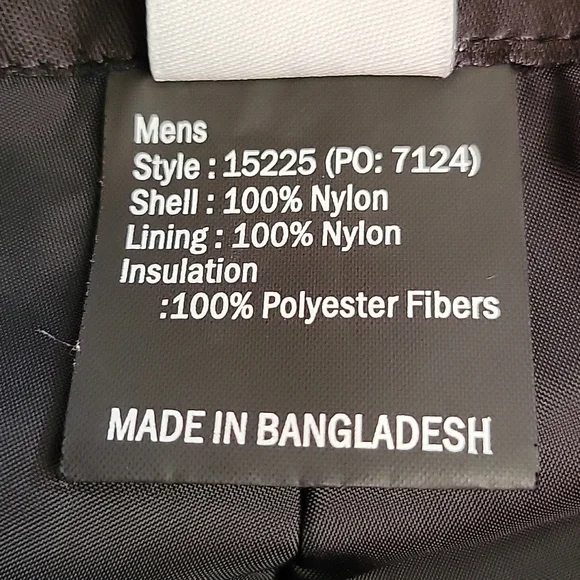 Mens
Style : 15225 (PO: 7124)
Shell : 100% Nylon
Lining : 100% Nylon
Insulation
:100% Polyester Fibers
MADE IN BANGLADESH